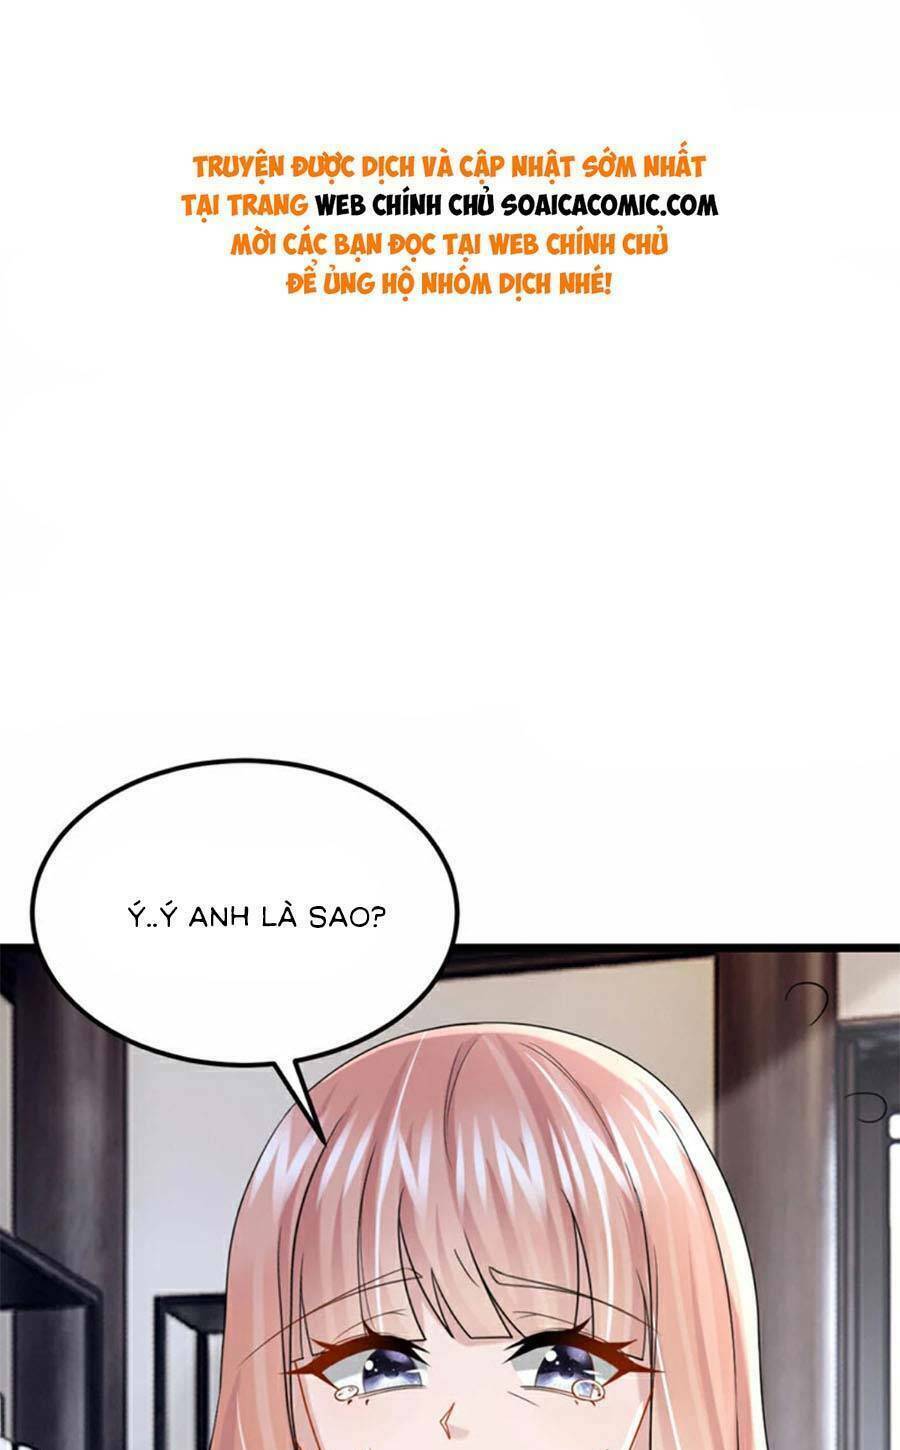 TRUYỆN ĐƯỢC DỊCH VÀ CẬP NHẬT SỚM NHẤT
TẠI TRANG WEB CHÍNH CHỦ SOAICACOMIC.COM
MỜI CÁC BẠN ĐỌC TẠI WEB CHÍNH CHỦ
ĐỂ ỦNG HỘ NHÓM DỊCH NHÉ!
Ý..Ý ANH LÀ SAO?